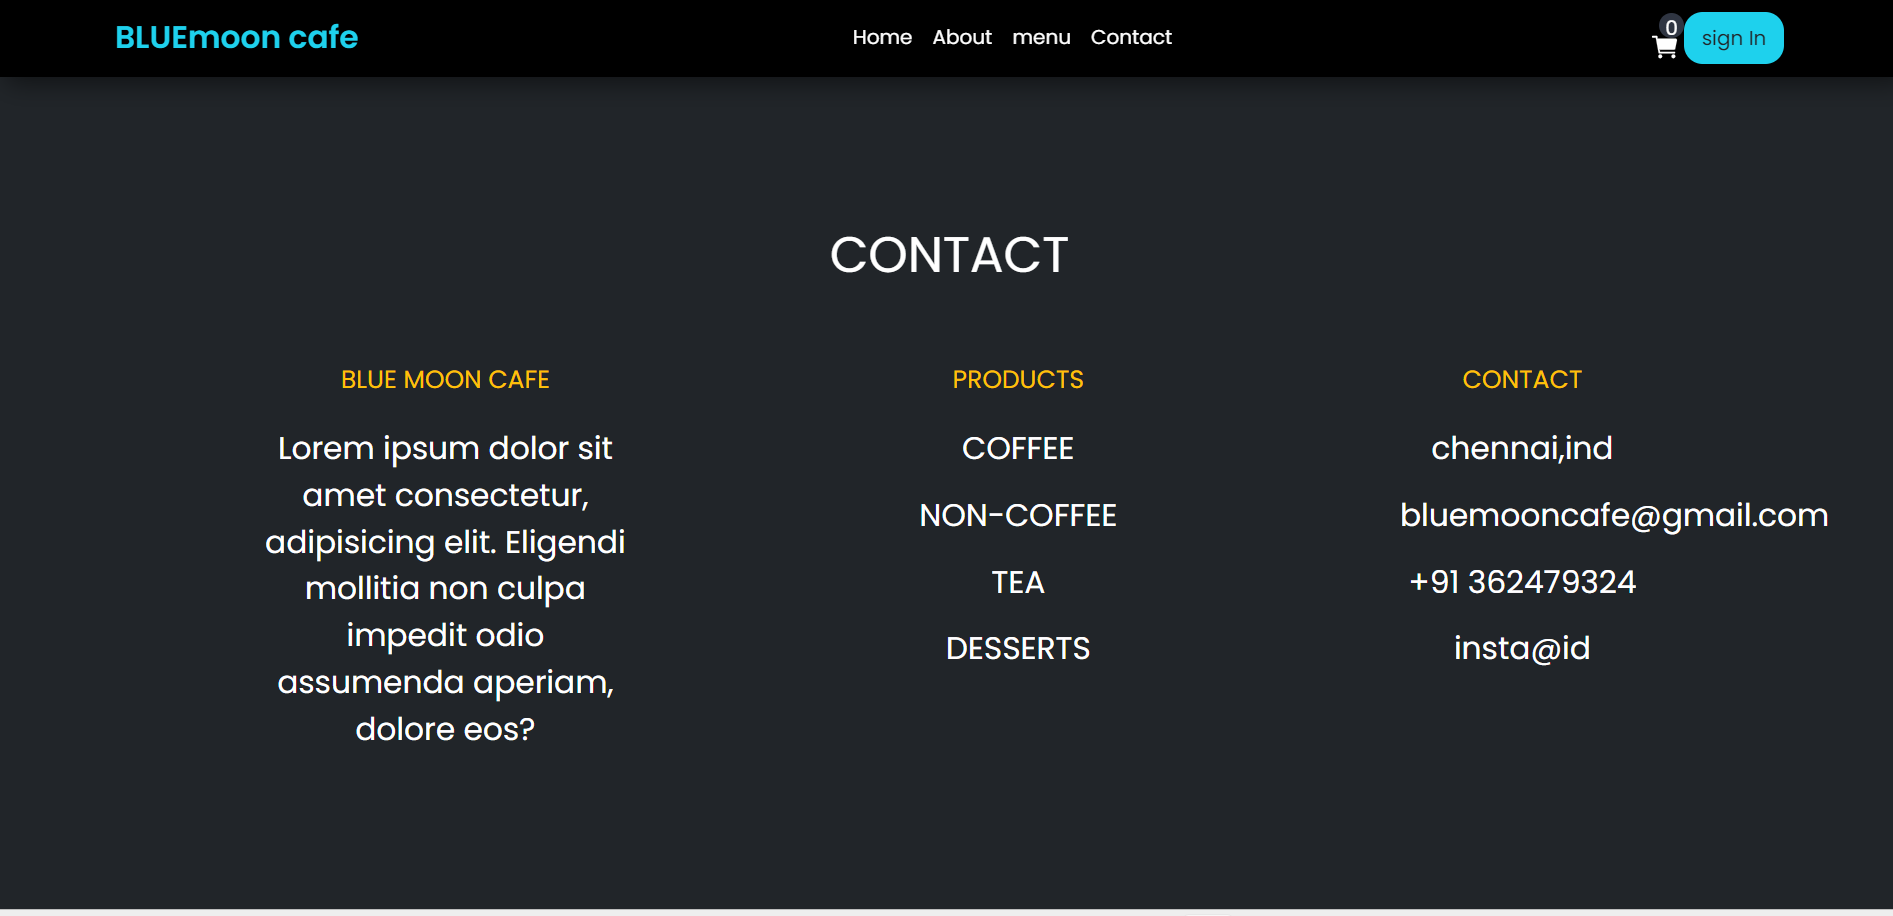 BLUEmoon cafe
Home About menu Contact
0
sign In
CONTACT
BLUE MOON CAFE
Lorem ipsum dolor sit
amet consectetur,
adipisicing elit. Eligendi
mollitia non culpa
impedit odio
assumenda aperiam,
dolore eos?
PRODUCTS
COFFEE
NON-COFFEE
TEA
DESSERTS
CONTACT
chennai,ind
bluemooncafe@gmail.com
+91 362479324
insta@id